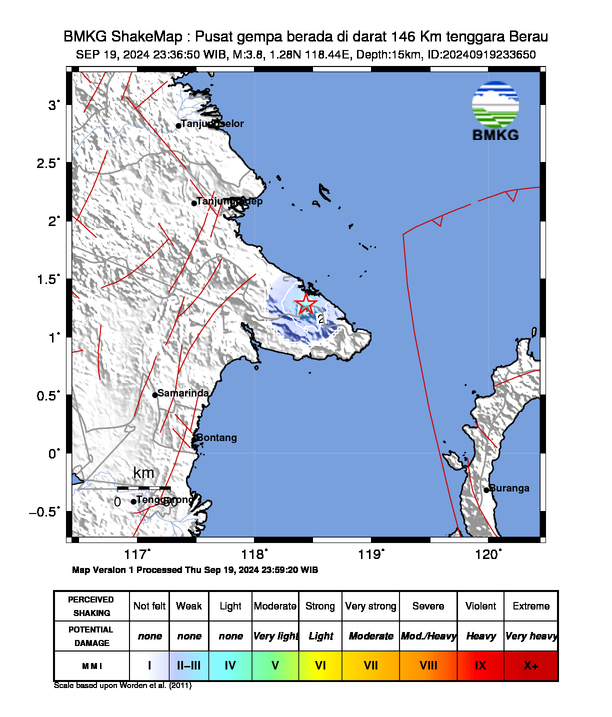 BMKG ShakeMap : Pusat gempa berada di darat 146 Km tenggara Berau
SEP 19, 2024 23:36:50 WIB, M:3.8, 1.28N 118.44E, Depth:15km, ID:20240919233650
3°
2.5°
2°
1.5°
1°
0.5°
0°
−0.5°
BMKG
Tanjungselor
Tanjungredep
2
Samarinda
Bontang
km
0 50
Tenggarong
Buranga
117° 118° 119° 120°
Map Version 1 Processed Thu Sep 19, 2024 23:59:20 WIB
PERCEIVED SHAKING Not felt Weak Light Moderate Strong Very strong Severe Violent Extreme
POTENTIAL DAMAGE none none none Very light Light Moderate Mod./Heavy Heavy Very heavy
MMI I II–III IV V VI VII VIII IX X+
Scale based upon Worden et al. (2011)